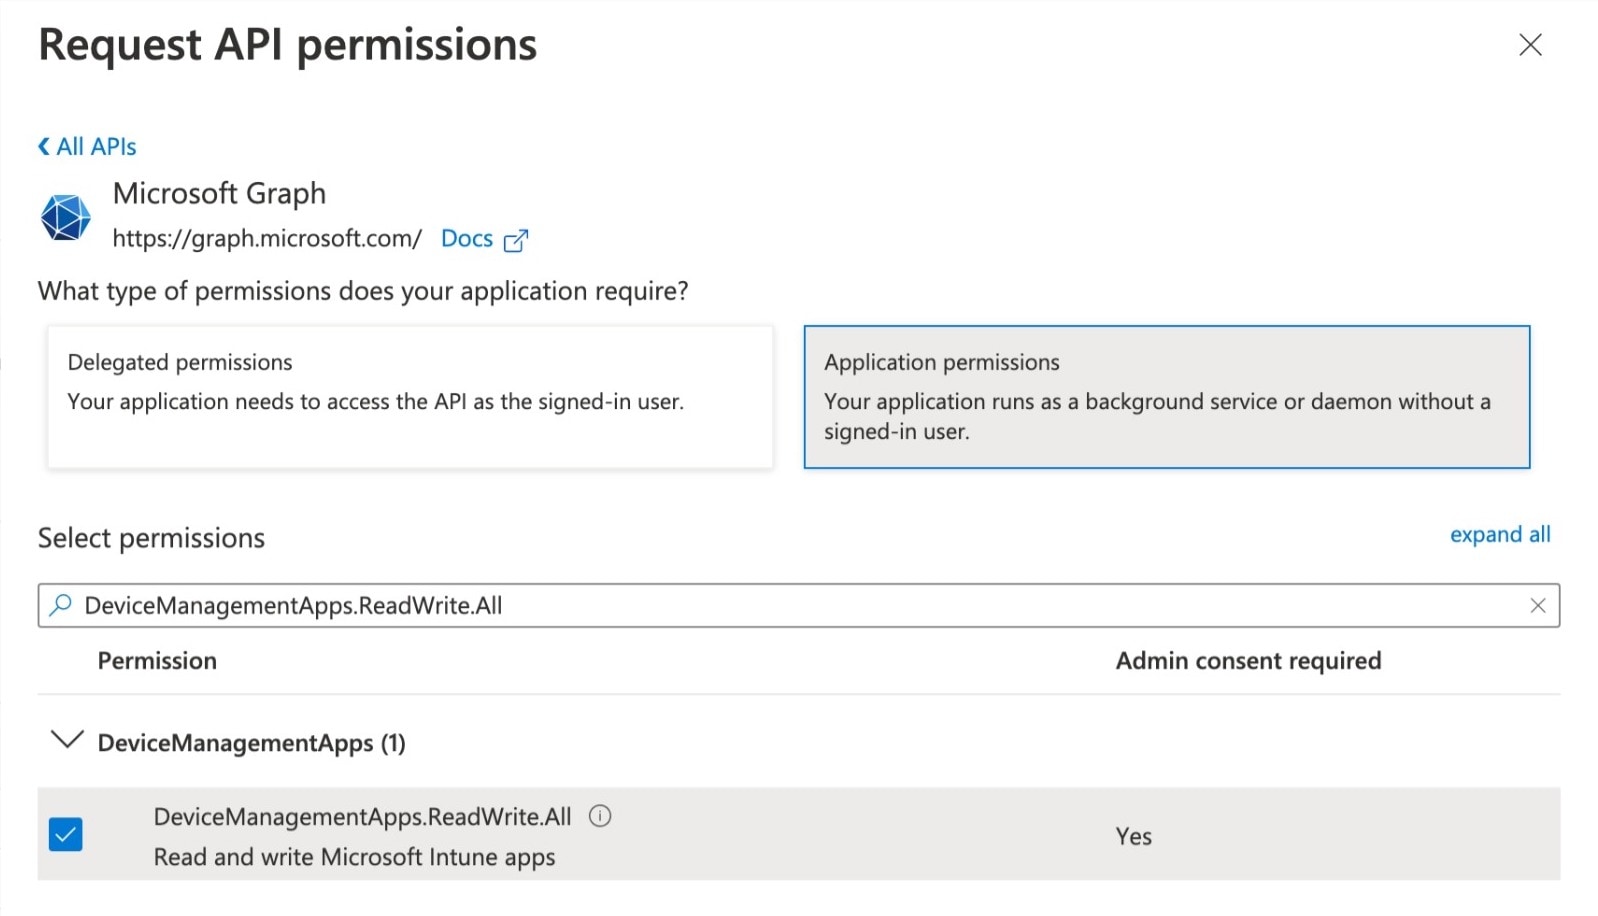 Request API permissions
All APIs
Microsoft Graph
https://graph.microsoft.com/ Docs
What type of permissions does your application require?
Delegated permissions
Your application needs to access the API as the signed-in user.
Application permissions
Your application runs as a background service or daemon without a
signed-in user.
Select permissions
expand all
DeviceManagementApps.ReadWrite.All
Permission
Admin consent required
DeviceManagementApps (1)
DeviceManagementApps.ReadWrite.All
Read and write Microsoft Intune apps
Yes